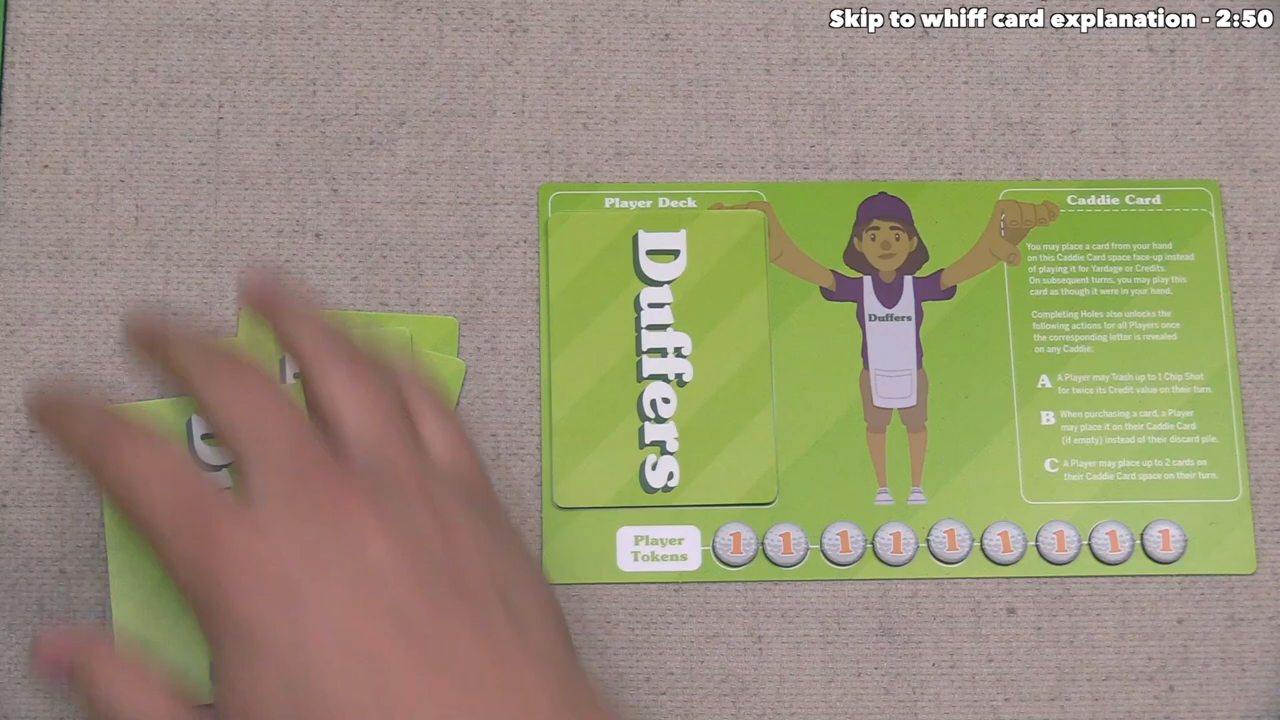 Skip to whiff card explanation - 2:50
Player Deck
Duffers
Duffers
Caddie Card
You may place a card from your hand
on this Caddie Card space face-up instead
of playing it for Yardage or Credits.
On subsequent turns, you may play this
card as though it were in your hand.
Completing Holes also unlocks the
following actions for all Players once
the corresponding letter is revealed
on any Caddie:
A A Player may Trash up to 1 Chip Shot
for twice its Credit value on their turn.
B When purchasing a card, a Player
may place it on their Caddie Card
(if empty) instead of their discard pile.
C A Player may place up to 2 cards on
their Caddie Card space on their turn.
Player
Tokens
1 1 1 1 1 1 1 1 1
D